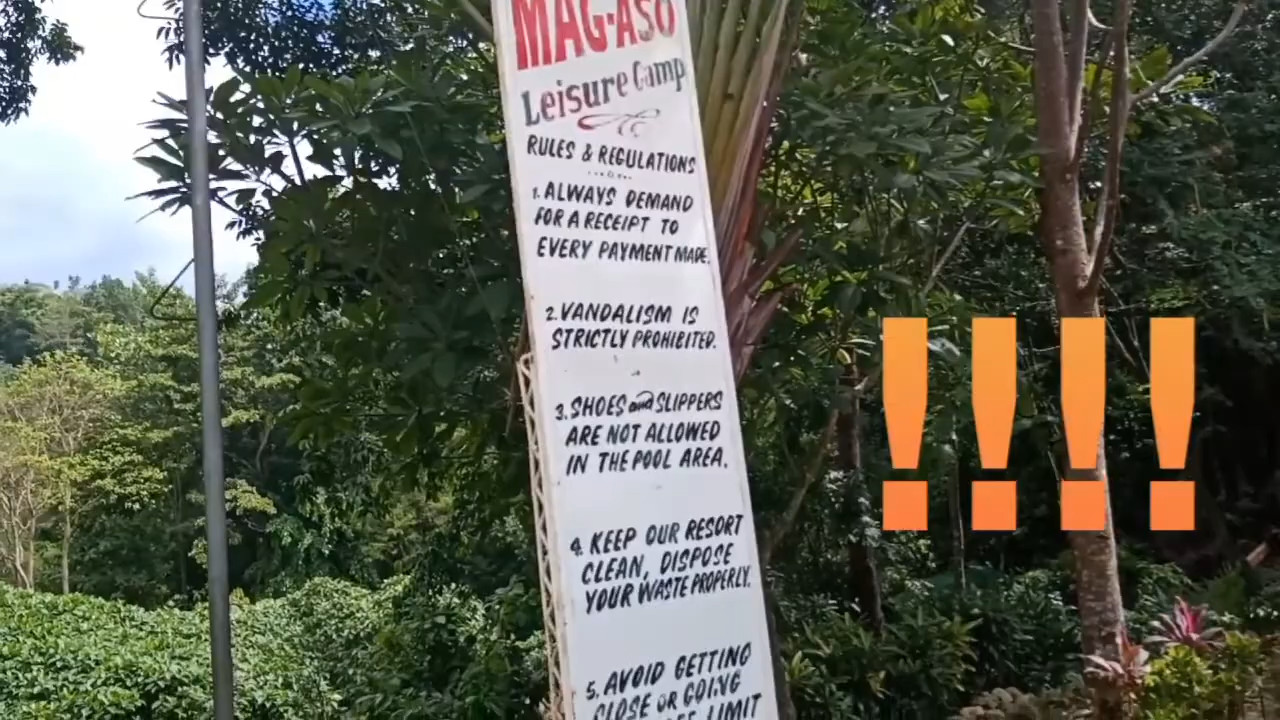 MAG-ASO
Leisure Camp
RULES & REGULATIONS
1. ALWAYS DEMAND
FOR A RECEIPT TO
EVERY PAYMENT MADE.
2. VANDALISM IS
STRICTLY PROHIBITED.
3. SHOES and SLIPPERS
ARE NOT ALLOWED
IN THE POOL AREA.
4. KEEP OUR RESORT
CLEAN, DISPOSE
YOUR WASTE PROPERLY.
5. AVOID GETTING
CLOSE OR GOING
LIMIT
!!!!